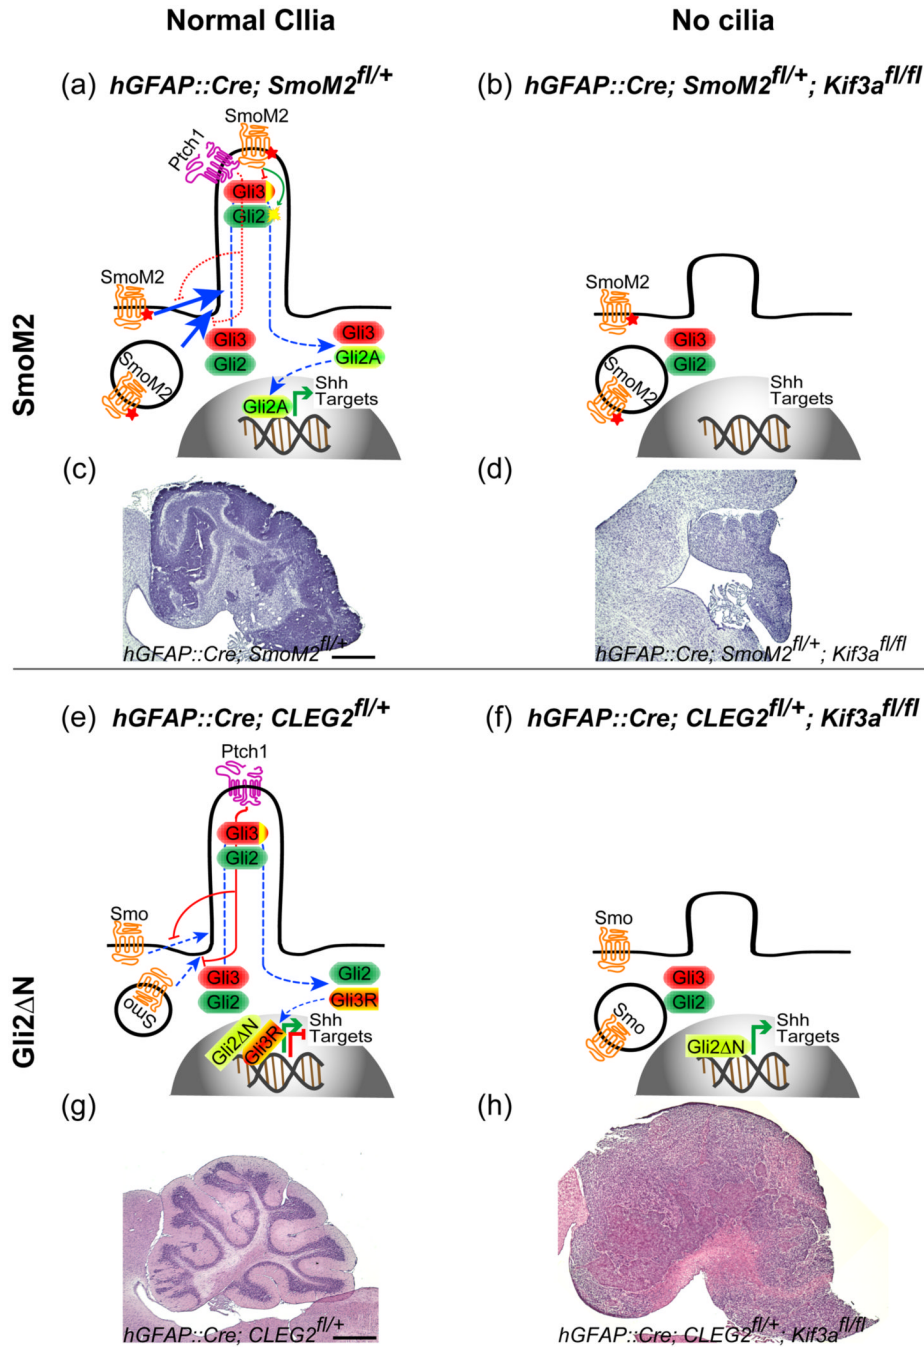 Normal CIlia
No cilia
(a) hGFAP::Cre; SmoM2fl/+
(b) hGFAP::Cre; SmoM2fl/+; Kif3afl/fl
SmoM2
SmoM2
Ptch1
Gli3
Gli2
SmoM2
Gli3
Gli2
SmoM2
Gli3
Gli2A
Gli2A
Shh
Targets
SmoM2
Gli3
Gli2
SmoM2
Shh
Targets
(c)
hGFAP::Cre; SmoM2fl/+
(d)
hGFAP::Cre; SmoM2fl/+; Kif3afl/fl
(e) hGFAP::Cre; CLEG2fl/+
(f) hGFAP::Cre; CLEG2fl/+; Kif3afl/fl
Gli2ΔN
Ptch1
Gli3
Gli2
Smo
Gli3
Gli2
Smo
Gli2
Gli3R
Gli2ΔN
Gli3R
Shh
Targets
Smo
Gli3
Gli2
Smo
Gli2ΔN
Shh
Targets
(g)
hGFAP::Cre; CLEG2fl/+
(h)
hGFAP::Cre; CLEG2fl/+; Kif3afl/fl